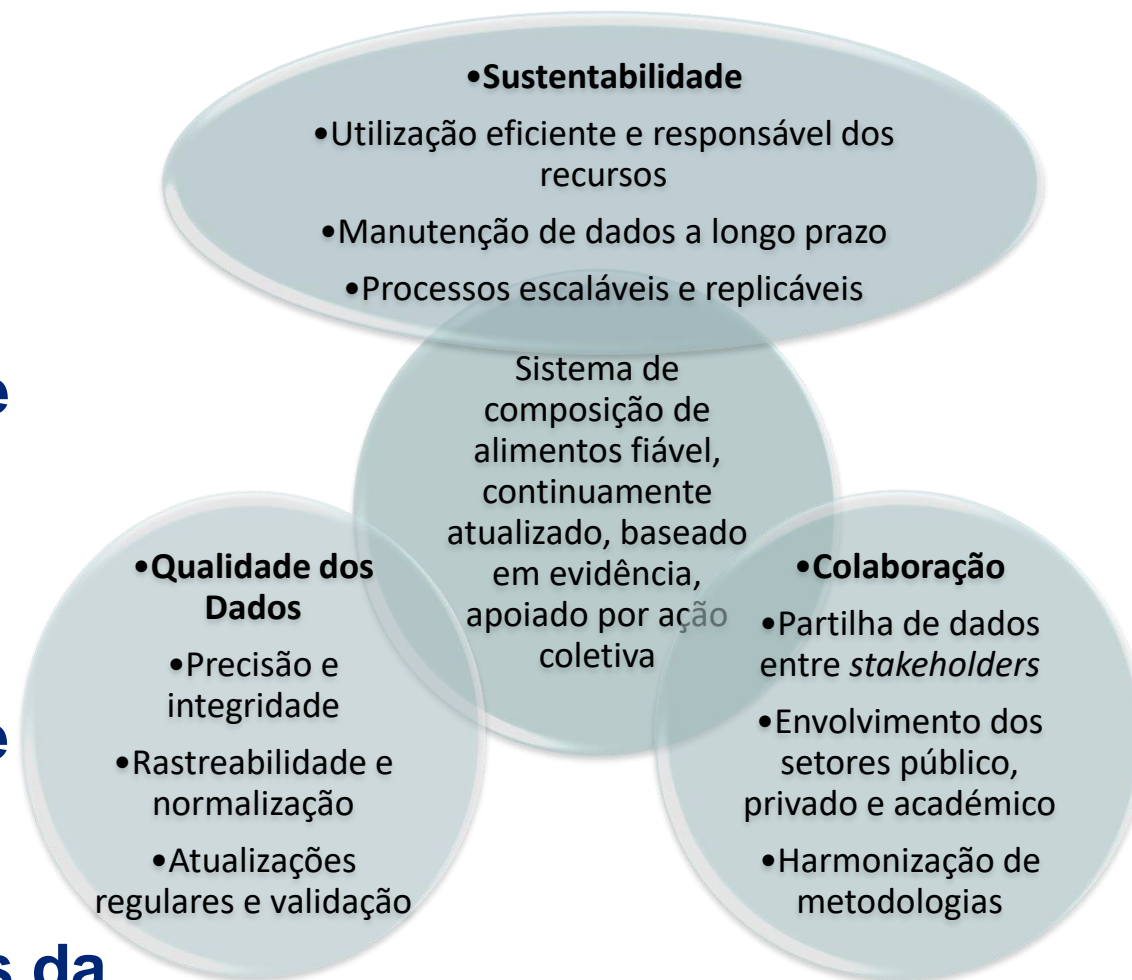 •Sustentabilidade
•Utilização eficiente e responsável dos
recursos
•Manutenção de dados a longo prazo
•Processos escaláveis e replicáveis
Sistema de
composição de
alimentos fiável,
continuamente
atualizado, baseado
em evidência,
apoiado por ação
coletiva
•Qualidade dos
Dados
•Precisão e
integridade
•Rastreabilidade e
normalização
•Atualizações
regulares e validação
•Colaboração
•Partilha de dados
entre stakeholders
•Envolvimento dos
setores público,
privado e académico
•Harmonização de
metodologias
e
e
s da